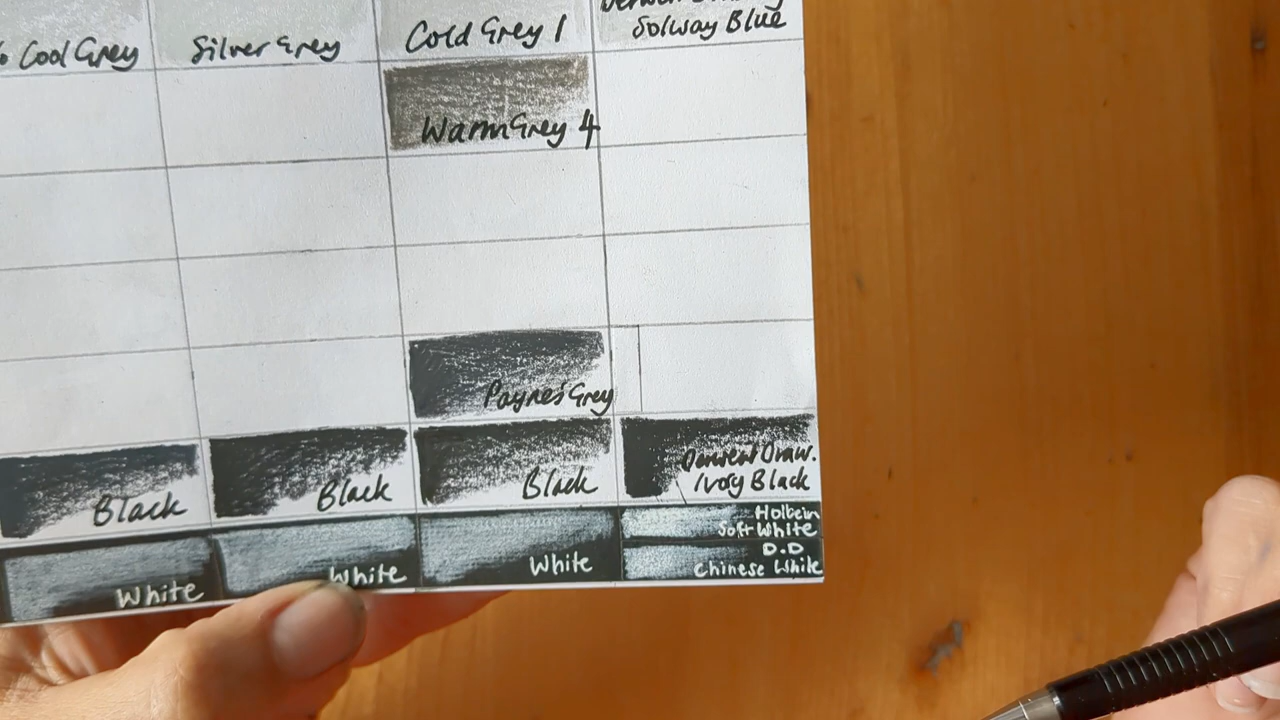 Cool Grey
Silver Grey
Cold Grey 1
Solway Blue
Warm Grey 4
Payne's Grey
Black
Black
Black
Derwent Draw.
Ivory Black
White
White
White
Holbein
Soft White
D.D
Chinese White